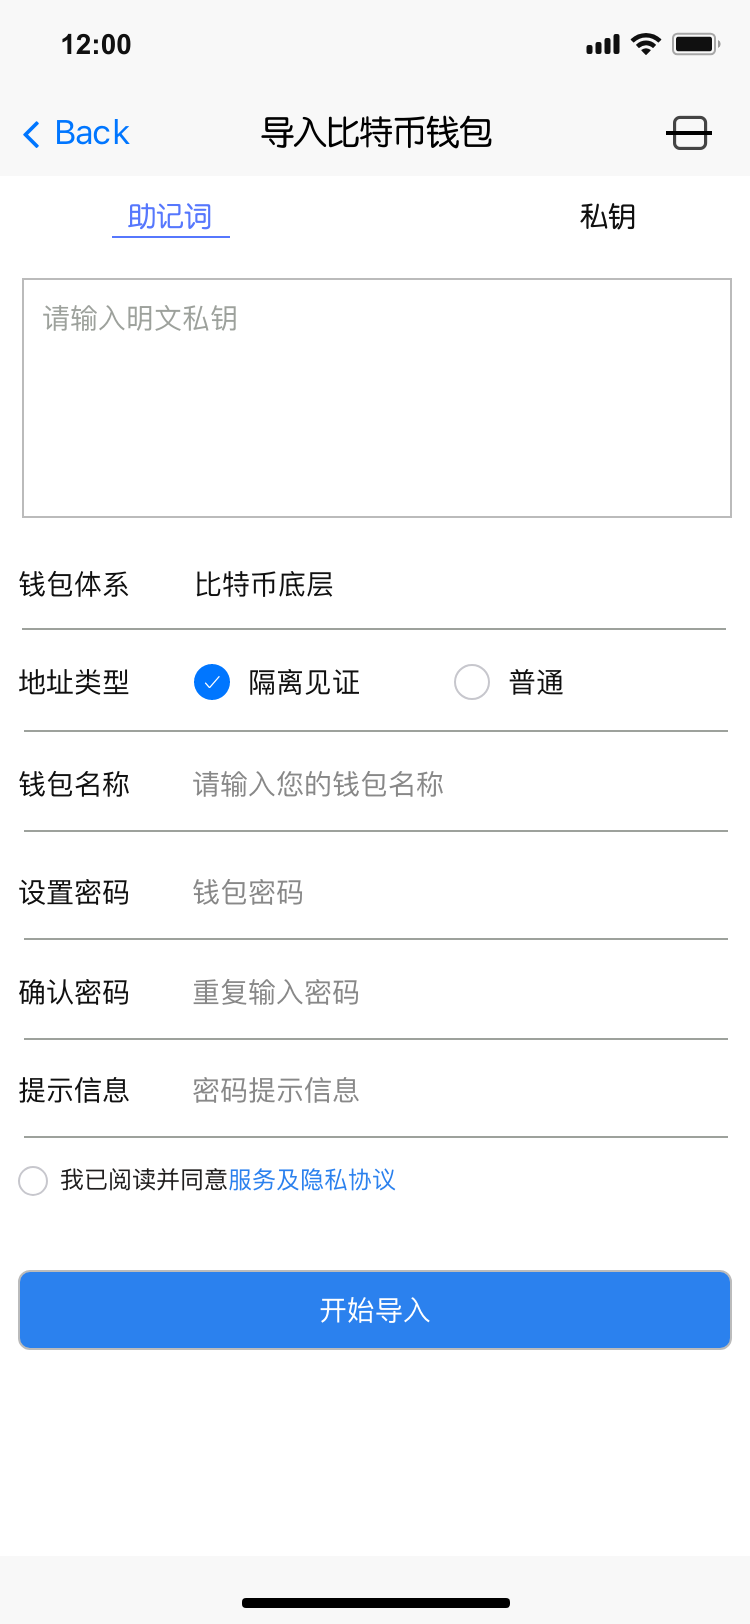 12:00
Back 导入比特币钱包
助记词 私钥
请输入明文私钥
钱包体系 比特币底层
地址类型 隔离见证 普通
钱包名称 请输入您的钱包名称
设置密码 钱包密码
确认密码 重复输入密码
提示信息 密码提示信息
我已阅读并同意服务及隐私协议
开始导入